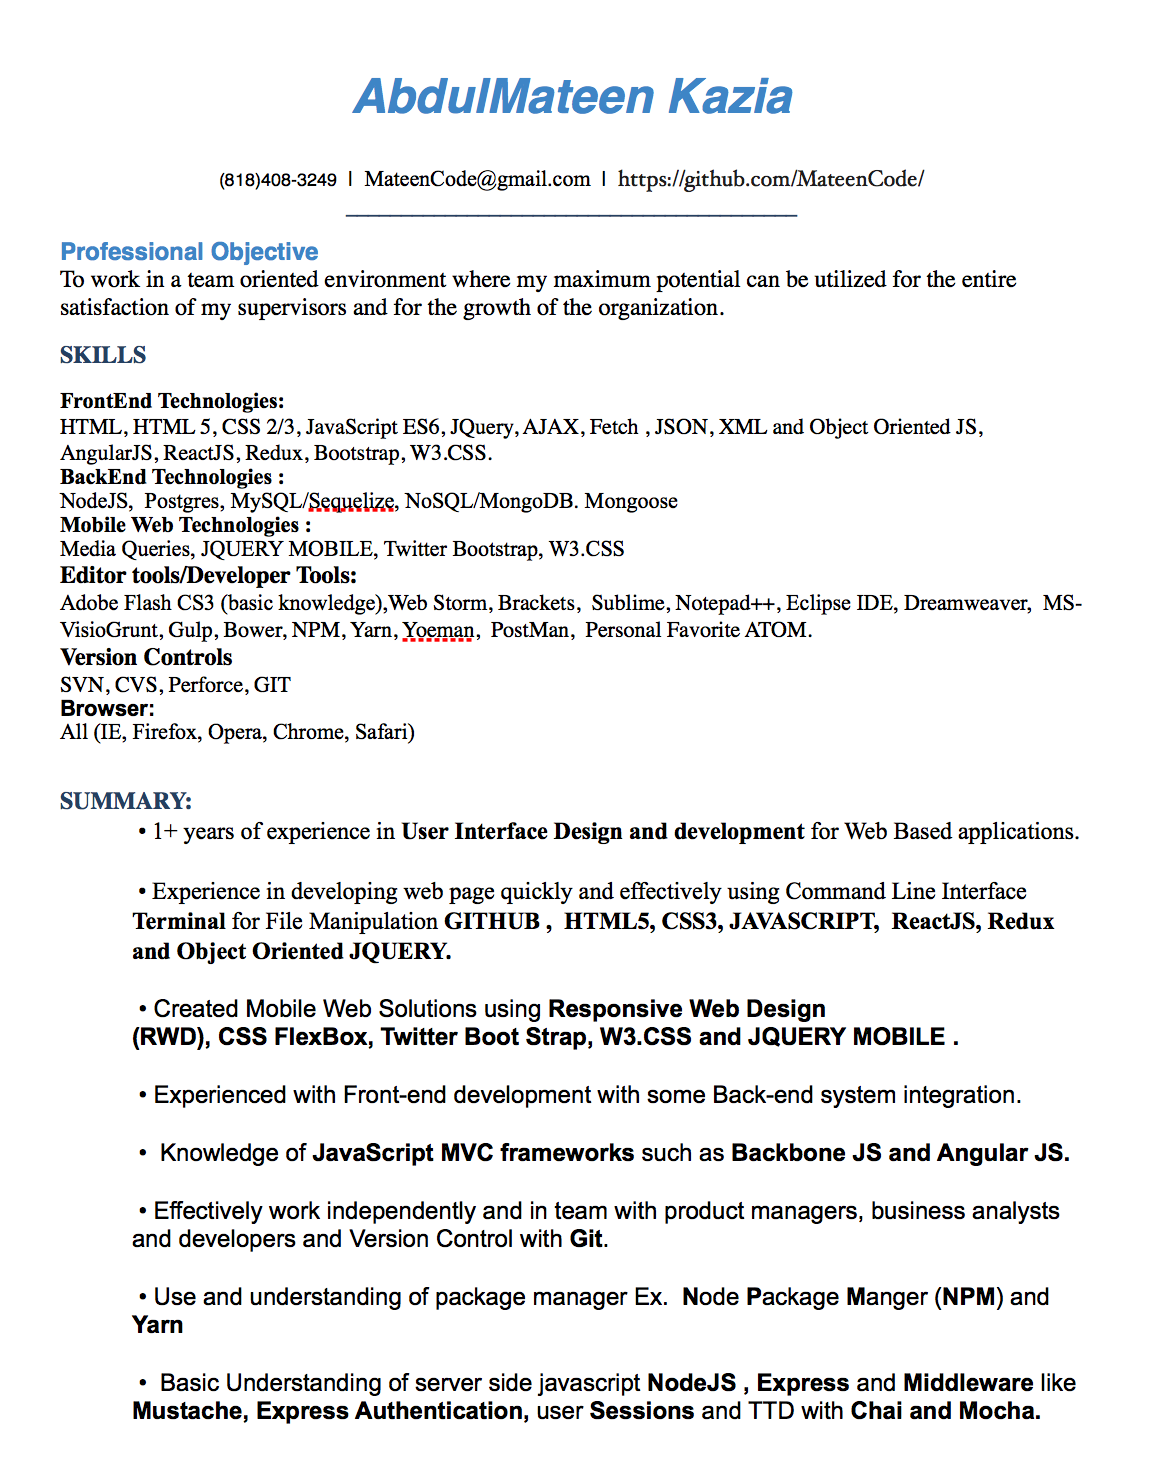 AbdulMateen Kazia
(818)408-3249 | MateenCode@gmail.com | https://github.com/MateenCode/
Professional Objective
To work in a team oriented environment where my maximum potential can be utilized for the entire
satisfaction of my supervisors and for the growth of the organization.
SKILLS
FrontEnd Technologies:
HTML, HTML 5, CSS 2/3, JavaScript ES6, JQuery, AJAX, Fetch , JSON, XML and Object Oriented JS,
AngularJS, ReactJS, Redux, Bootstrap, W3.CSS.
BackEnd Technologies :
NodeJS, Postgres, MySQL/Sequelize, NoSQL/MongoDB. Mongoose
Mobile Web Technologies :
Media Queries, JQUERY MOBILE, Twitter Bootstrap, W3.CSS
Editor tools/Developer Tools:
Adobe Flash CS3 (basic knowledge),Web Storm, Brackets, Sublime, Notepad++, Eclipse IDE, Dreamweaver, MS-
VisioGrunt, Gulp, Bower, NPM, Yarn, Yoeman, PostMan, Personal Favorite ATOM.
Version Controls
SVN, CVS, Perforce, GIT
Browser:
All (IE, Firefox, Opera, Chrome, Safari)
SUMMARY:
• 1+ years of experience in User Interface Design and development for Web Based applications.
• Experience in developing web page quickly and effectively using Command Line Interface
Terminal for File Manipulation GITHUB , HTML5, CSS3, JAVASCRIPT, ReactJS, Redux
and Object Oriented JQUERY.
• Created Mobile Web Solutions using Responsive Web Design
(RWD), CSS FlexBox, Twitter Boot Strap, W3.CSS and JQUERY MOBILE .
• Experienced with Front-end development with some Back-end system integration.
• Knowledge of JavaScript MVC frameworks such as Backbone JS and Angular JS.
• Effectively work independently and in team with product managers, business analysts
and developers and Version Control with Git.
• Use and understanding of package manager Ex. Node Package Manger (NPM) and
Yarn
• Basic Understanding of server side javascript NodeJS , Express and Middleware like
Mustache, Express Authentication, user Sessions and TTD with Chai and Mocha.